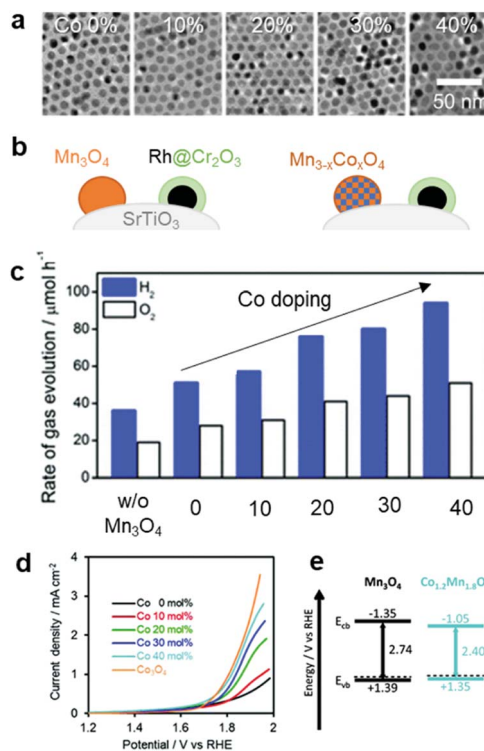 a
Co 0% 10% 20% 30% 40%
50 nm
b
Mn₃O₄ Rh@Cr₂O₃ Mn₃₋ₓCoₓO₄
SrTiO₃
c
H₂
O₂
Co doping
Rate of gas evolution / μmol h⁻¹
100
80
60
40
20
0
w/o Mn₃O₄ 0 10 20 30 40
d
Current density / mA cm⁻²
4
3
2
1
0
Co 0 mol%
Co 10 mol%
Co 20 mol%
Co 30 mol%
Co 40 mol%
1.2 1.4 1.6 1.8 2
Potential / V vs RHE
e
Energy / V vs RHE
Mn₃O₄ Co₁.₂Mn₁.₈O
E_cb -1.35 -1.05
2.74 2.40
E_vb +1.39 +1.35